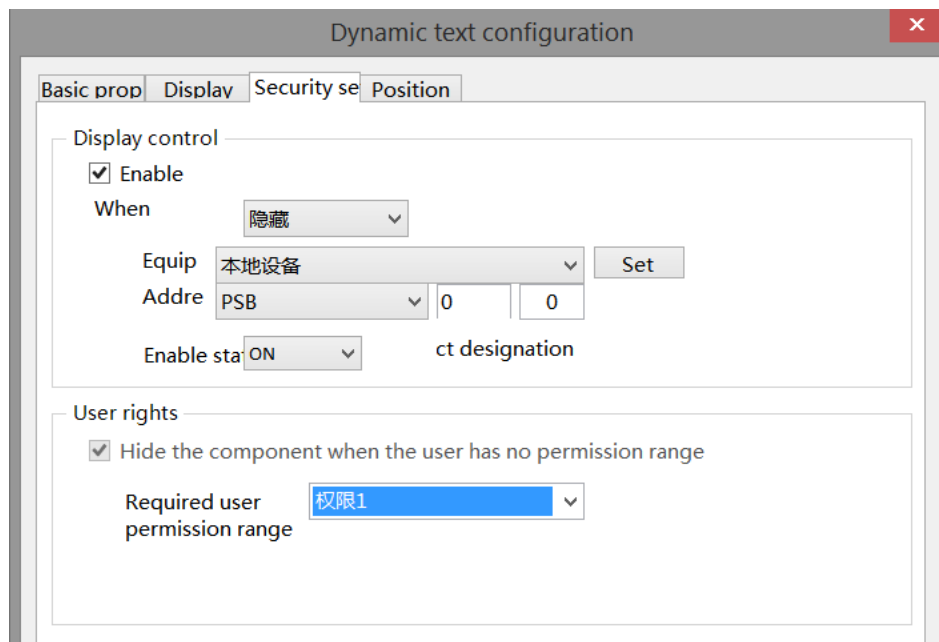 Dynamic text configuration
Basic prop Display Security se Position
Display control
Enable
When 隐藏
Equip 本地设备 Set
Addre PSB 0 0
Enable stat ON ct designation
User rights
Hide the component when the user has no permission range
Required user 权限1
permission range